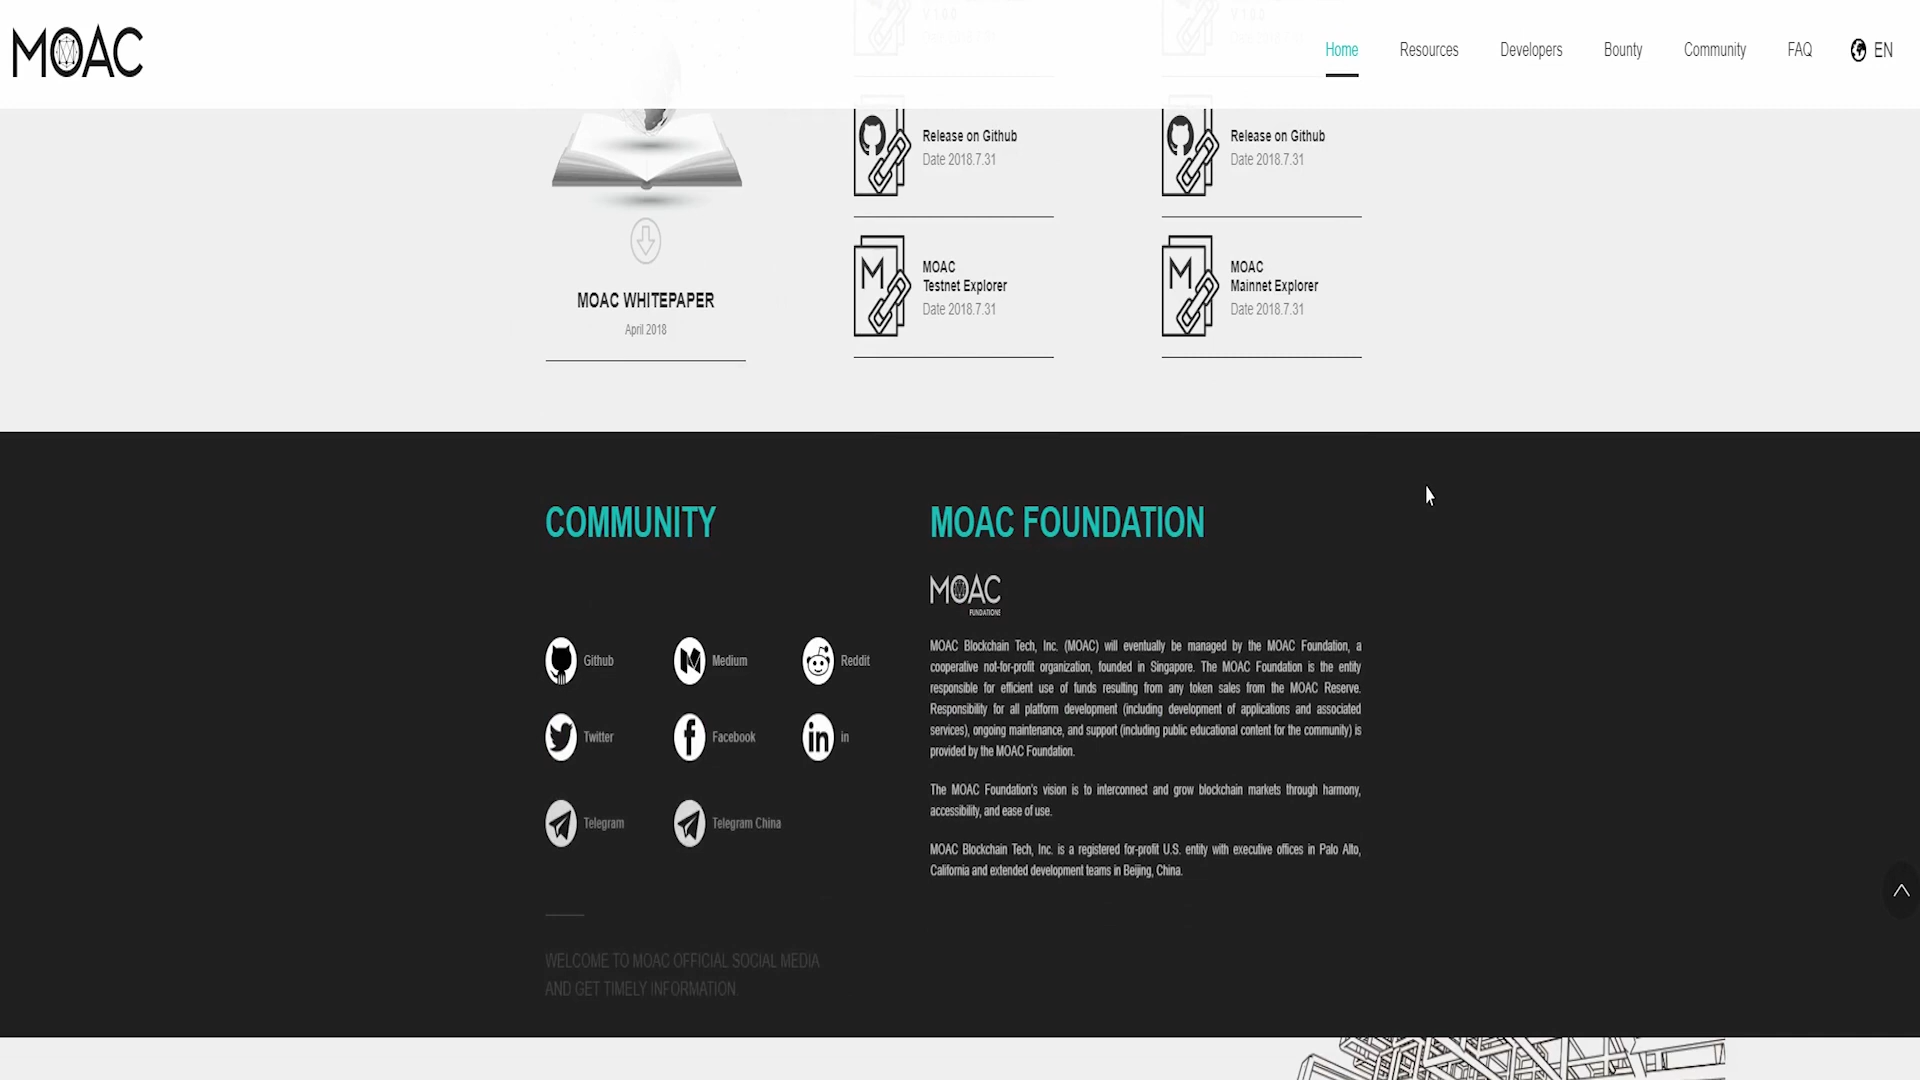 MOAC
Home
Resources
Developers
Bounty
Community
FAQ
EN
MOAC WHITEPAPER
April 2018
Release on Github
Date 2018.7.31
MOAC
Testnet Explorer
Date 2018.7.31
Release on Github
Date 2018.7.31
MOAC
Mainnet Explorer
Date 2018.7.31
COMMUNITY
Github
Medium
Reddit
Twitter
Facebook
in
in
Telegram
Telegram China
WELCOME TO MOAC OFFICIAL SOCIAL MEDIA
AND GET TIMELY INFORMATION.
MOAC FOUNDATION
MOAC
FOUNDATIONS
MOAC Blockchain Tech, Inc. (MOAC) will eventually be managed by the MOAC Foundation, a
cooperative not-for-profit organization, founded in Singapore. The MOAC Foundation is the entity
responsible for efficient use of funds resulting from any token sales from the MOAC Reserve.
Responsibility for all platform development (including development of applications and associated
services), ongoing maintenance, and support (including public educational content for the community) is
provided by the MOAC Foundation.
The MOAC Foundation's vision is to interconnect and grow blockchain markets through harmony,
accessibility, and ease of use.
MOAC Blockchain Tech, Inc. is a registered for-profit U.S. entity with executive offices in Palo Alto,
California and extended development teams in Beijing, China.